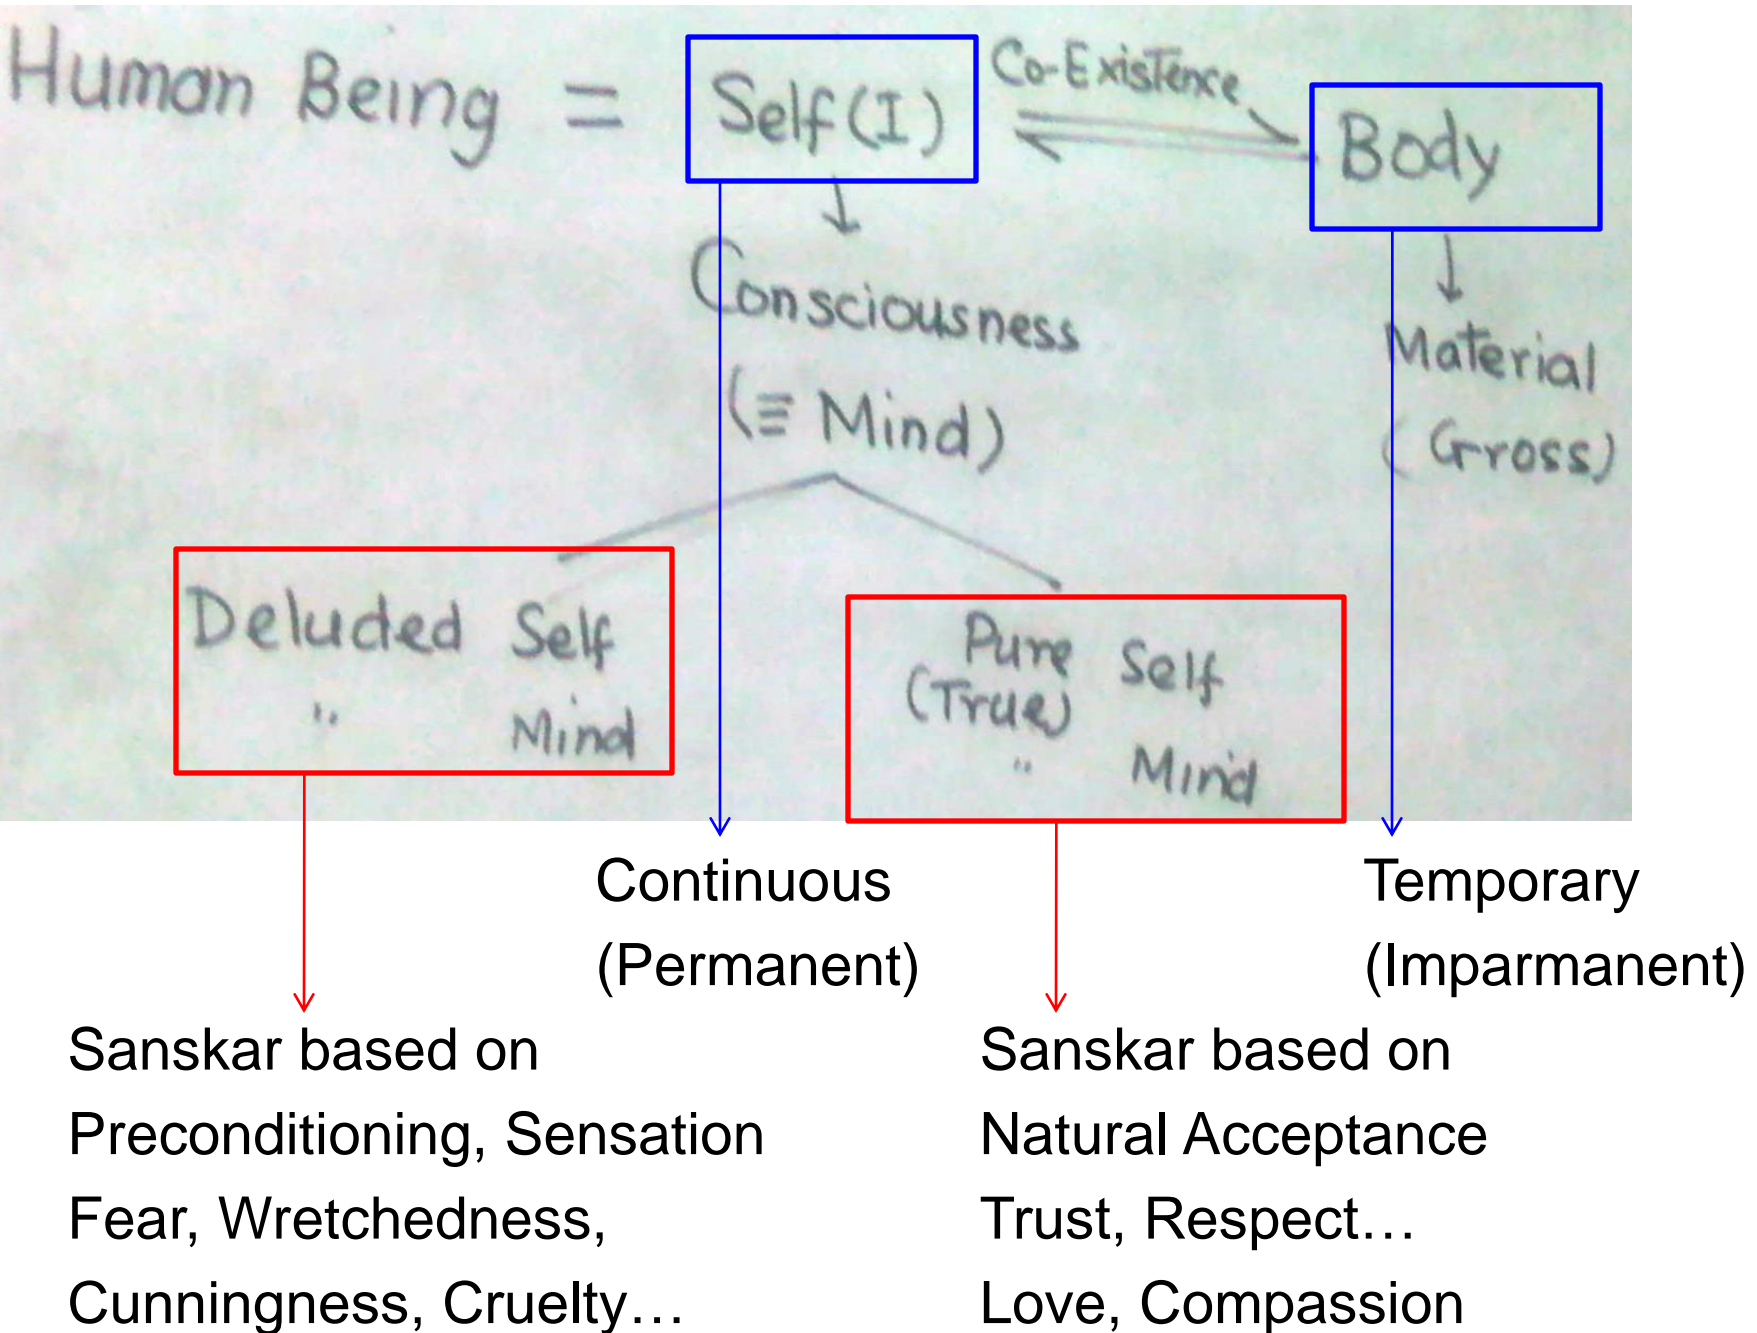 Human Being = Self (I) Co-Existence Body
Consciousness
(≡ Mind)
Material
(Gross)
Deluded Self
" Mind
Pure Self
(True)
" Mind
Continuous
(Permanent)
Temporary
(Imparmanent)
Sanskar based on
Preconditioning, Sensation
Fear, Wretchedness,
Cunningness, Cruelty…
Sanskar based on
Natural Acceptance
Trust, Respect…
Love, Compassion